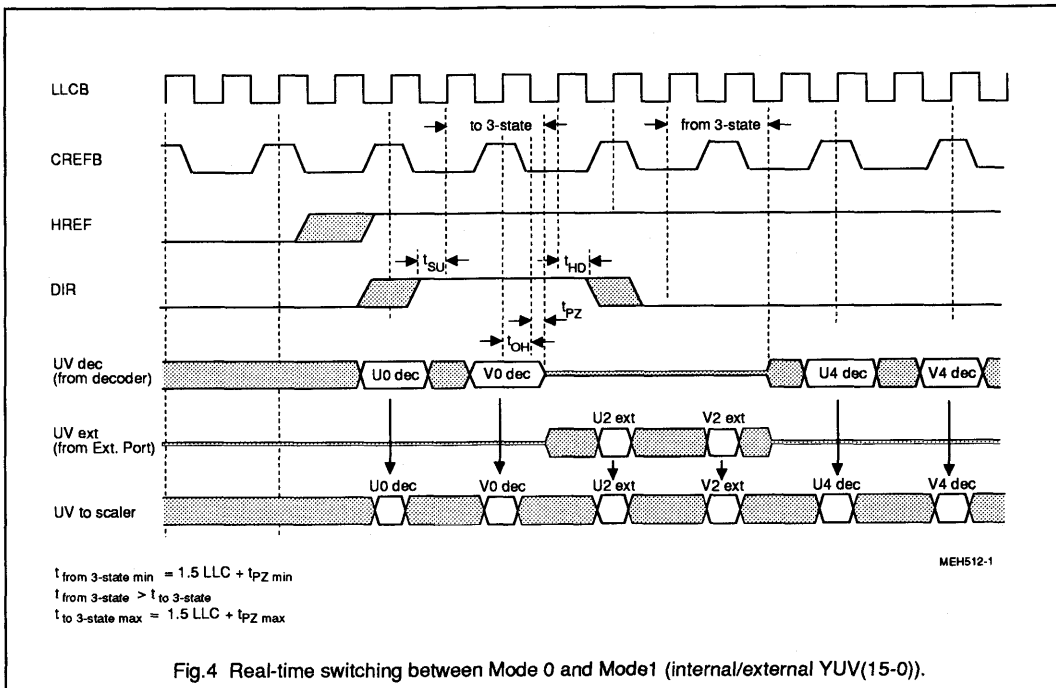 LLCB
to 3-state
from 3-state
CREFB
HREF
tSU
tHD
DIR
tPZ
tOH
UV dec
(from decoder)
U0 dec
V0 dec
U4 dec
V4 dec
U2 ext
V2 ext
UV ext
(from Ext. Port)
U0 dec
V0 dec
U2 ext
V2 ext
U4 dec
V4 dec
UV to scaler
MEH512-1
t from 3-state min = 1.5 LLC + tPZ min
t from 3-state > t to 3-state
t to 3-state max = 1.5 LLC + tPZ max
Fig.4 Real-time switching between Mode 0 and Mode1 (internal/external YUV(15-0)).